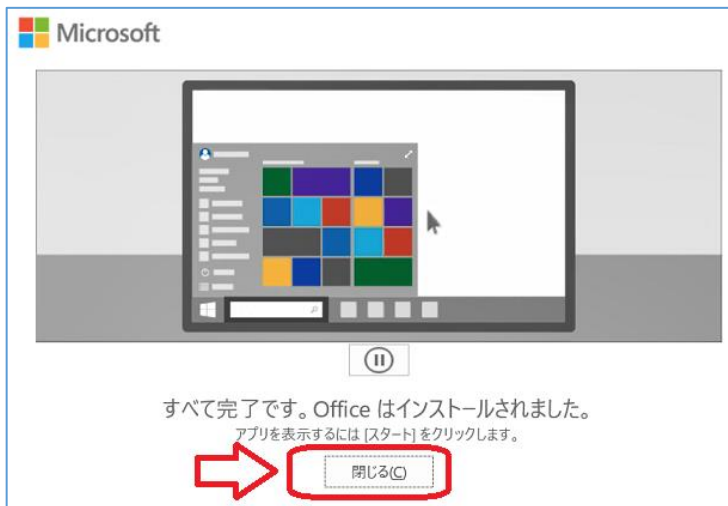 Microsoft
すべて完了です。Office はインストールされました。
アプリを表示するには [スタート] をクリックします。
閉じる(C)